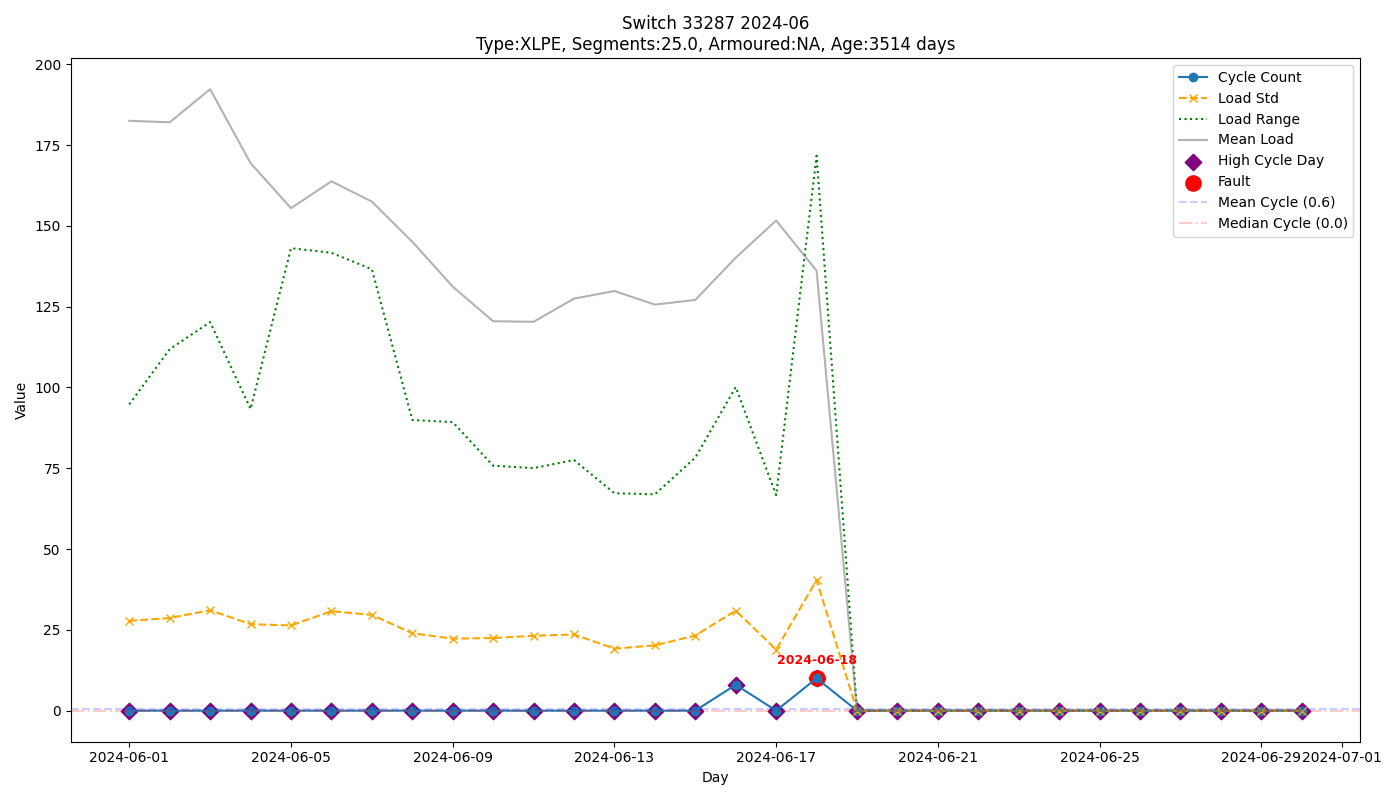 Switch 33287 2024-06
Type:XLPE, Segments:25.0, Armoured:NA, Age:3514 days
200
175
150
125
100
75
50
25
0
Value
Cycle Count
Load Std
Load Range
Mean Load
High Cycle Day
Fault
Mean Cycle (0.6)
Median Cycle (0.0)
2024-06-18
2024-06-01
2024-06-05
2024-06-09
2024-06-13
2024-06-17
2024-06-21
2024-06-25
2024-06-29
2024-07-01
Day